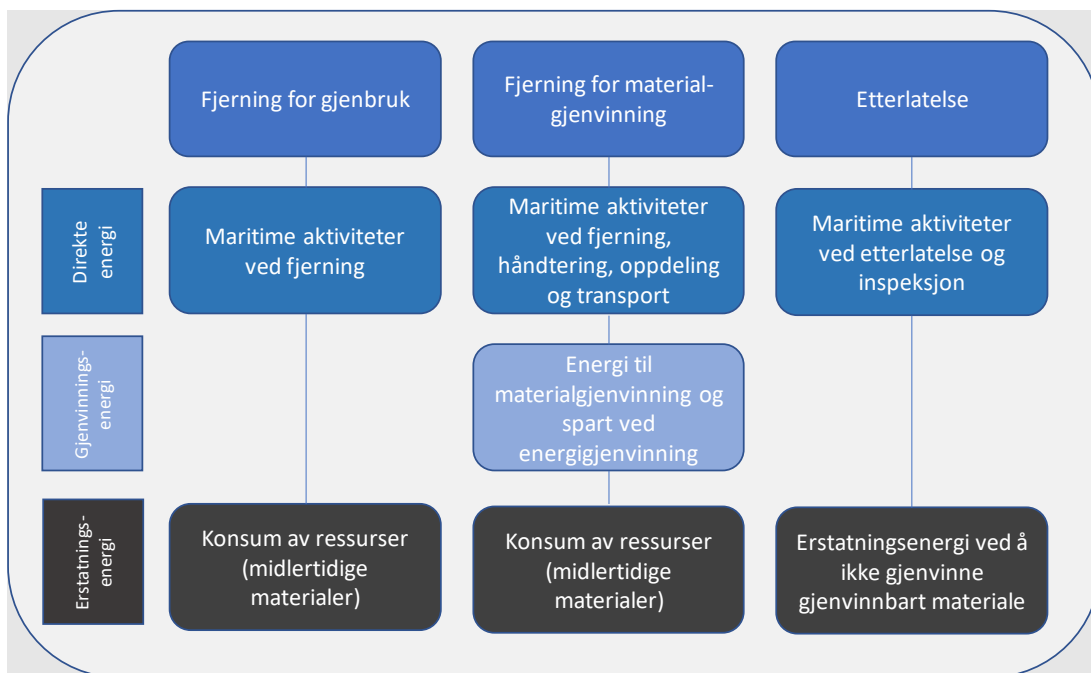 Fjerning for gjenbruk
Fjerning for material-
gjenvinning
Etterlatelse
Direkte
energi
Maritime aktiviteter
ved fjerning
Maritime aktiviteter
ved fjerning,
håndtering, oppdeling
og transport
Maritime aktiviteter
ved etterlatelse og
inspeksjon
Gjenvinnings-
energi
Energi til
materialgjenvinning og
spart ved
energigjenvinning
Erstatnings-
energi
Konsum av ressurser
(midlertidige
materialer)
Konsum av ressurser
(midlertidige
materialer)
Erstatningsenergi ved å
ikke gjenvinne
gjenvinnbart materiale